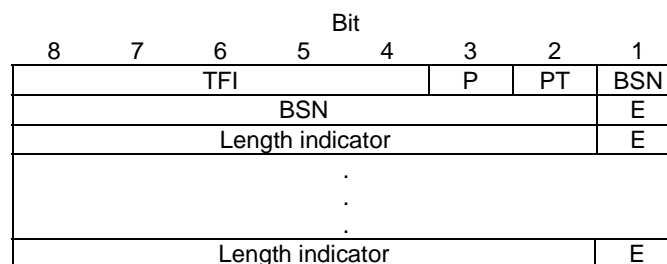 Bit
8 7 6 5 4 3 2 1
TFI P PT BSN
BSN E
Length indicator E
.
.
.
Length indicator E